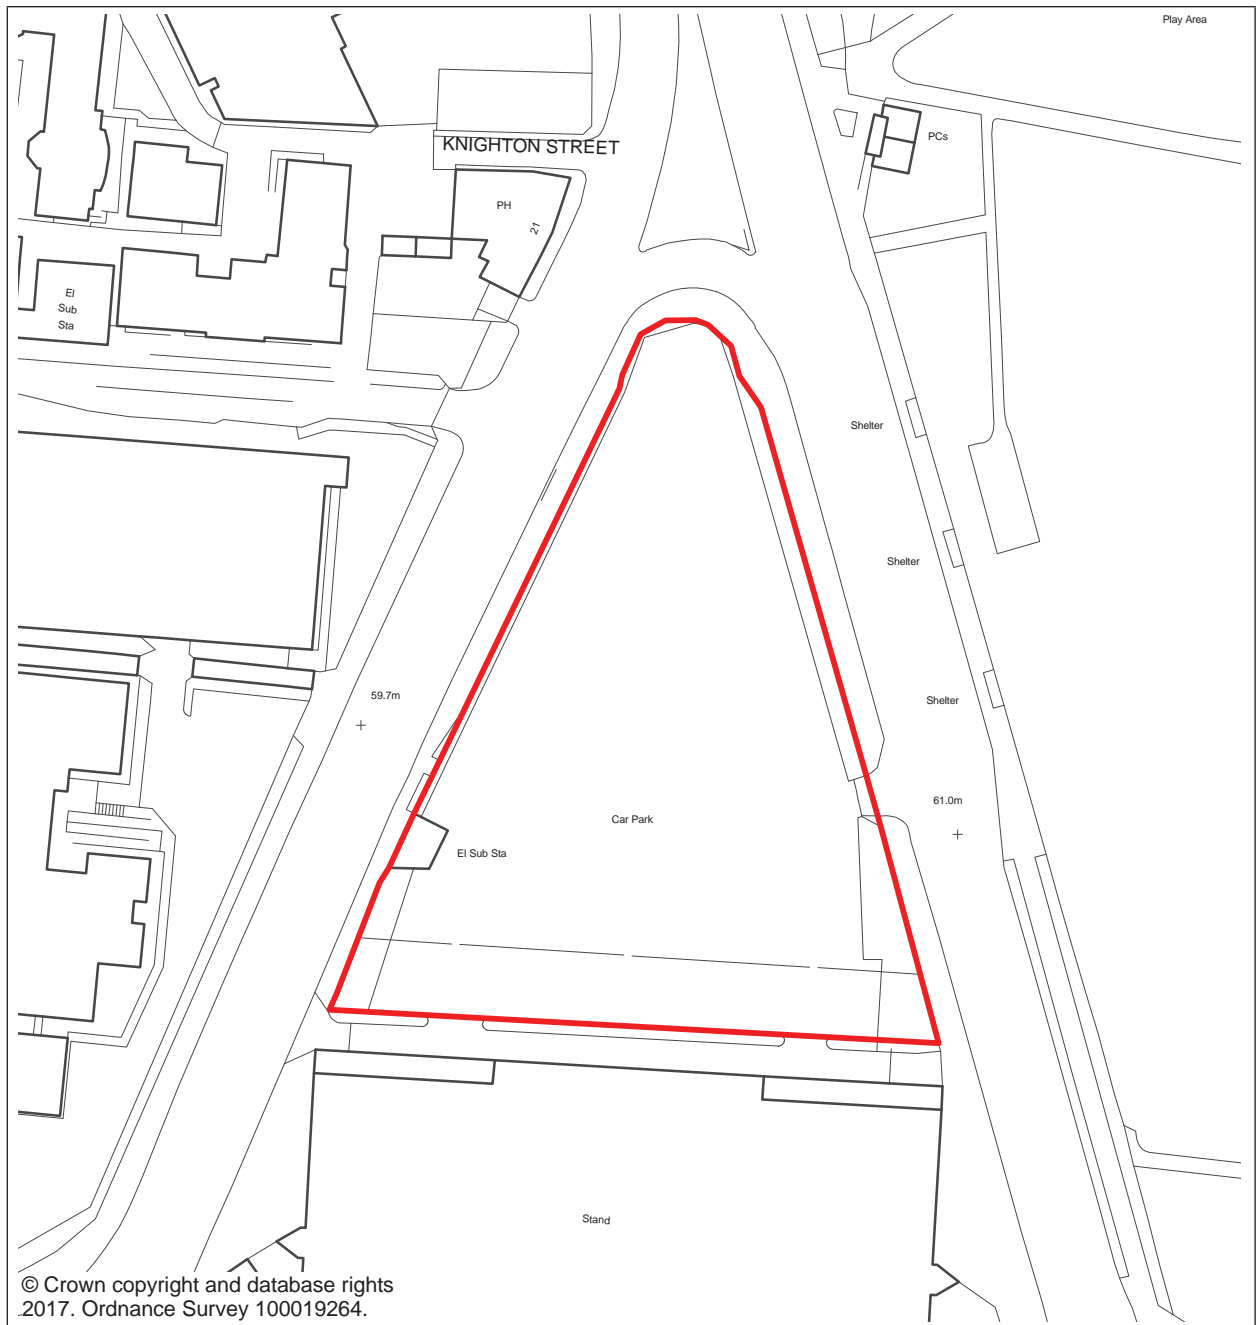 Play Area
PCs
KNIGHTON STREET
PH
21
El
Sub
Sta
Shelter
Shelter
59.7m
Shelter
61.0m
Car Park
El Sub Sta
Stand
© Crown copyright and database rights
2017. Ordnance Survey 100019264.